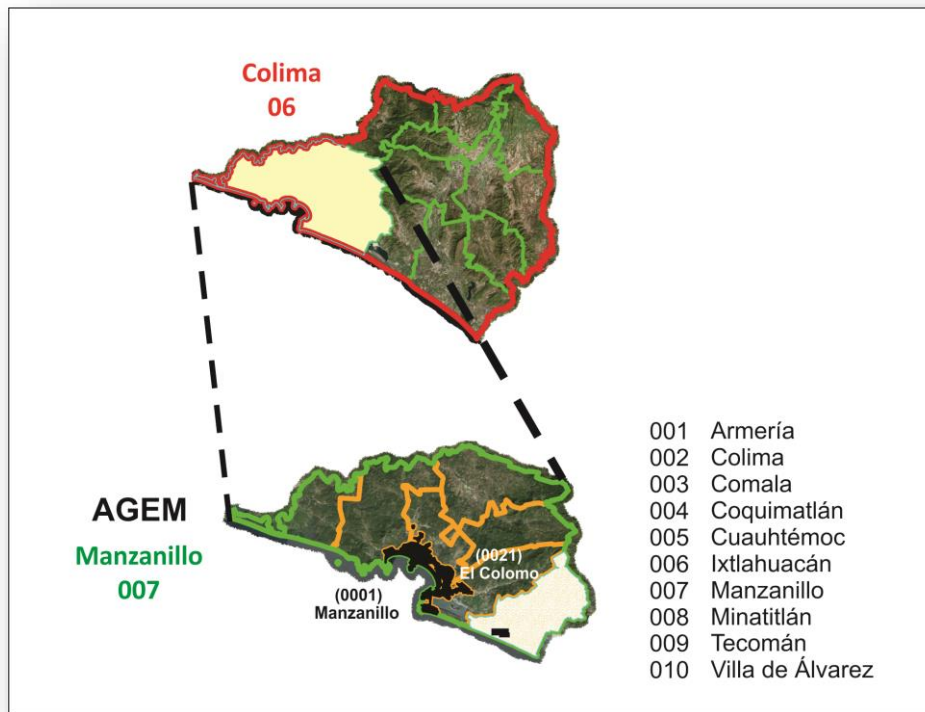 Colima
06
AGEM
Manzanillo
007
(0001)
Manzanillo
(0021)
El Colomo
001 Armería
002 Colima
003 Comala
004 Coquimatlán
005 Cuauhtémoc
006 Ixtlahuacán
007 Manzanillo
008 Minatitlán
009 Tecomán
010 Villa de Álvarez